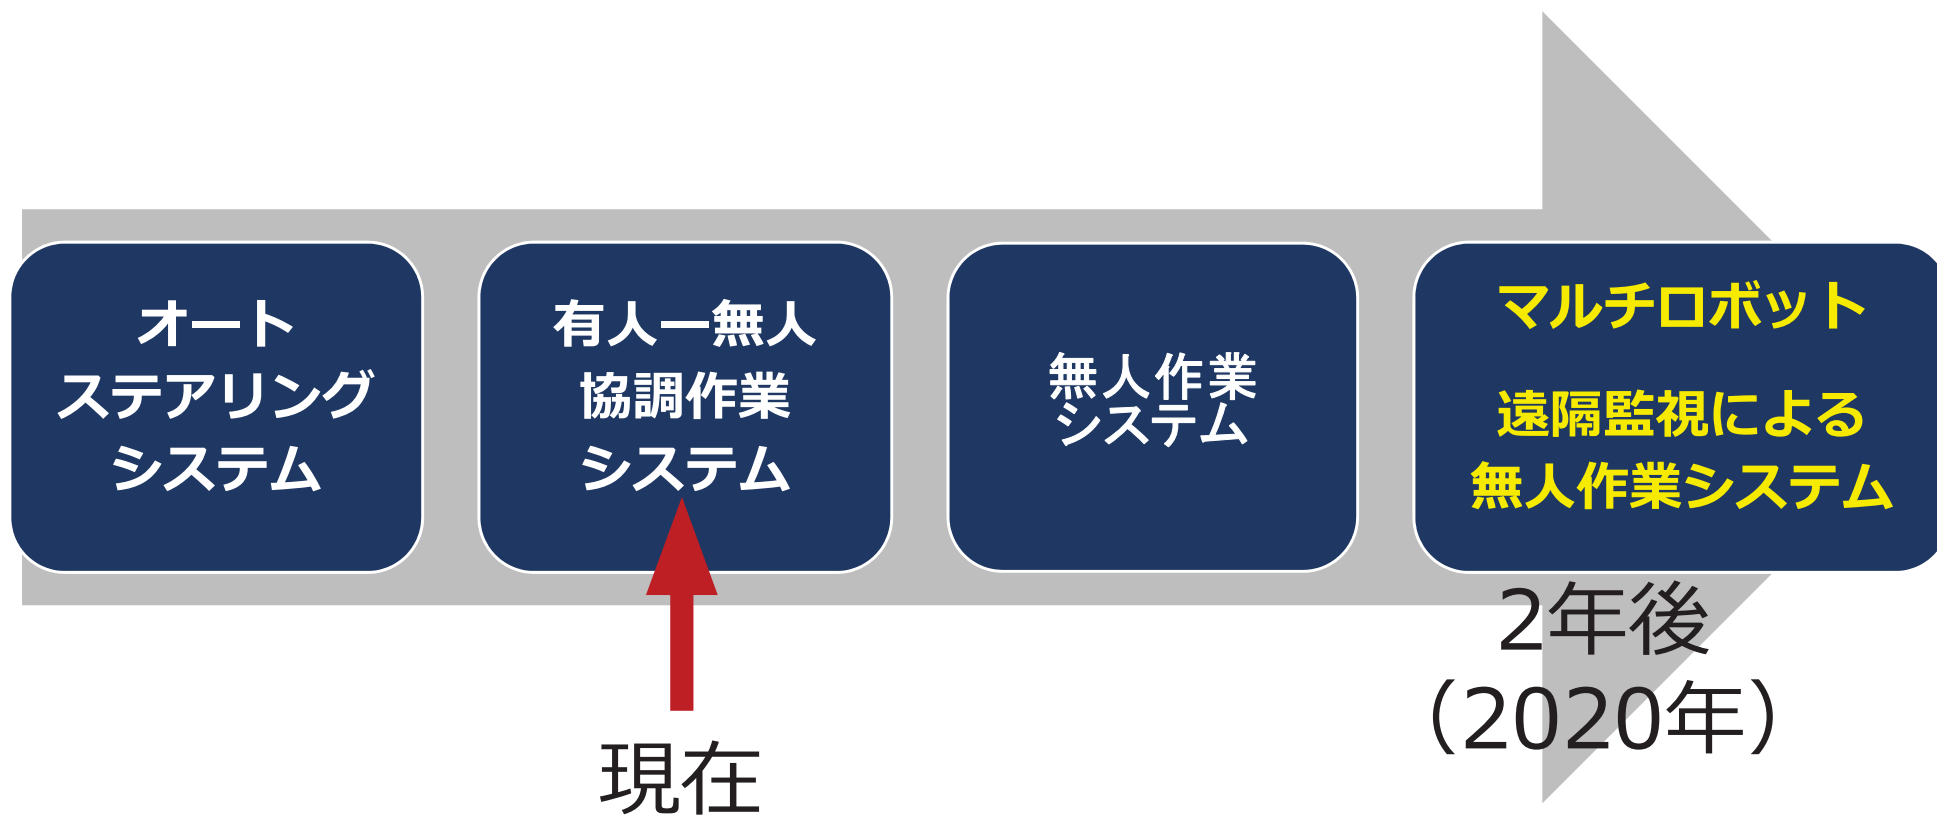 オート
ステアリング
システム
有人―無人
協調作業
システム
無人作業
システム
マルチロボット
遠隔監視による
無人作業システム
現在
2年後
（2020年）